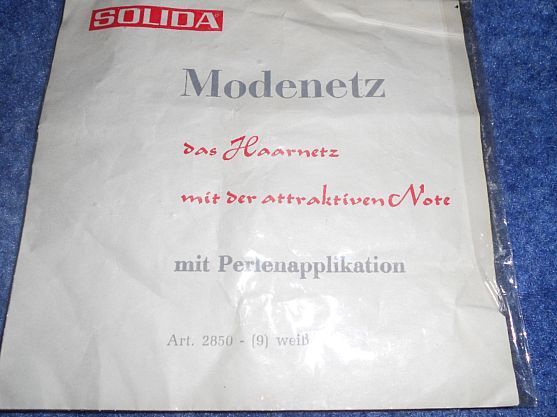 SOLIDA
Modenetz
das Haarnetz
mit der attraktiven Note
mit Perlenapplikation
Art. 2850 - (9) weiß